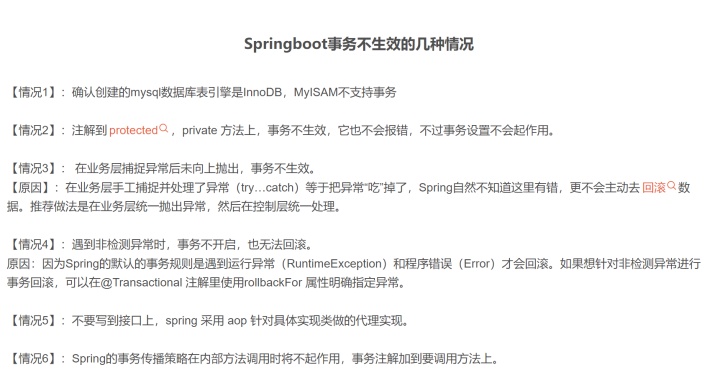 Springboot事务不生效的几种情况
【情况1】：确认创建的mysql数据库表引擎是InnoDB，MyISAM不支持事务
【情况2】：注解到protected，private 方法上，事务不生效，它也不会报错，不过事务设置不会起作用。
【情况3】： 在业务层捕捉异常后未向上抛出，事务不生效。
【原因】：在业务层手工捕捉并处理了异常（try…catch）等于把异常“吃”掉了，Spring自然不知道这里有错，更不会主动去 回滚数
据。推荐做法是在业务层统一抛出异常，然后在控制层统一处理。
【情况4】：遇到非检测异常时，事务不开启，也无法回滚。
原因：因为Spring的默认的事务规则是遇到运行异常（RuntimeException）和程序错误（Error）才会回滚。如果想针对非检测异常进行
事务回滚，可以在@Transactional 注解里使用rollbackFor 属性明确指定异常。
【情况5】：不要写到接口上，spring 采用 aop 针对具体实现类做的代理实现。
【情况6】：Spring的事务传播策略在内部方法调用时将不起作用，事务注解加到要调用方法上。